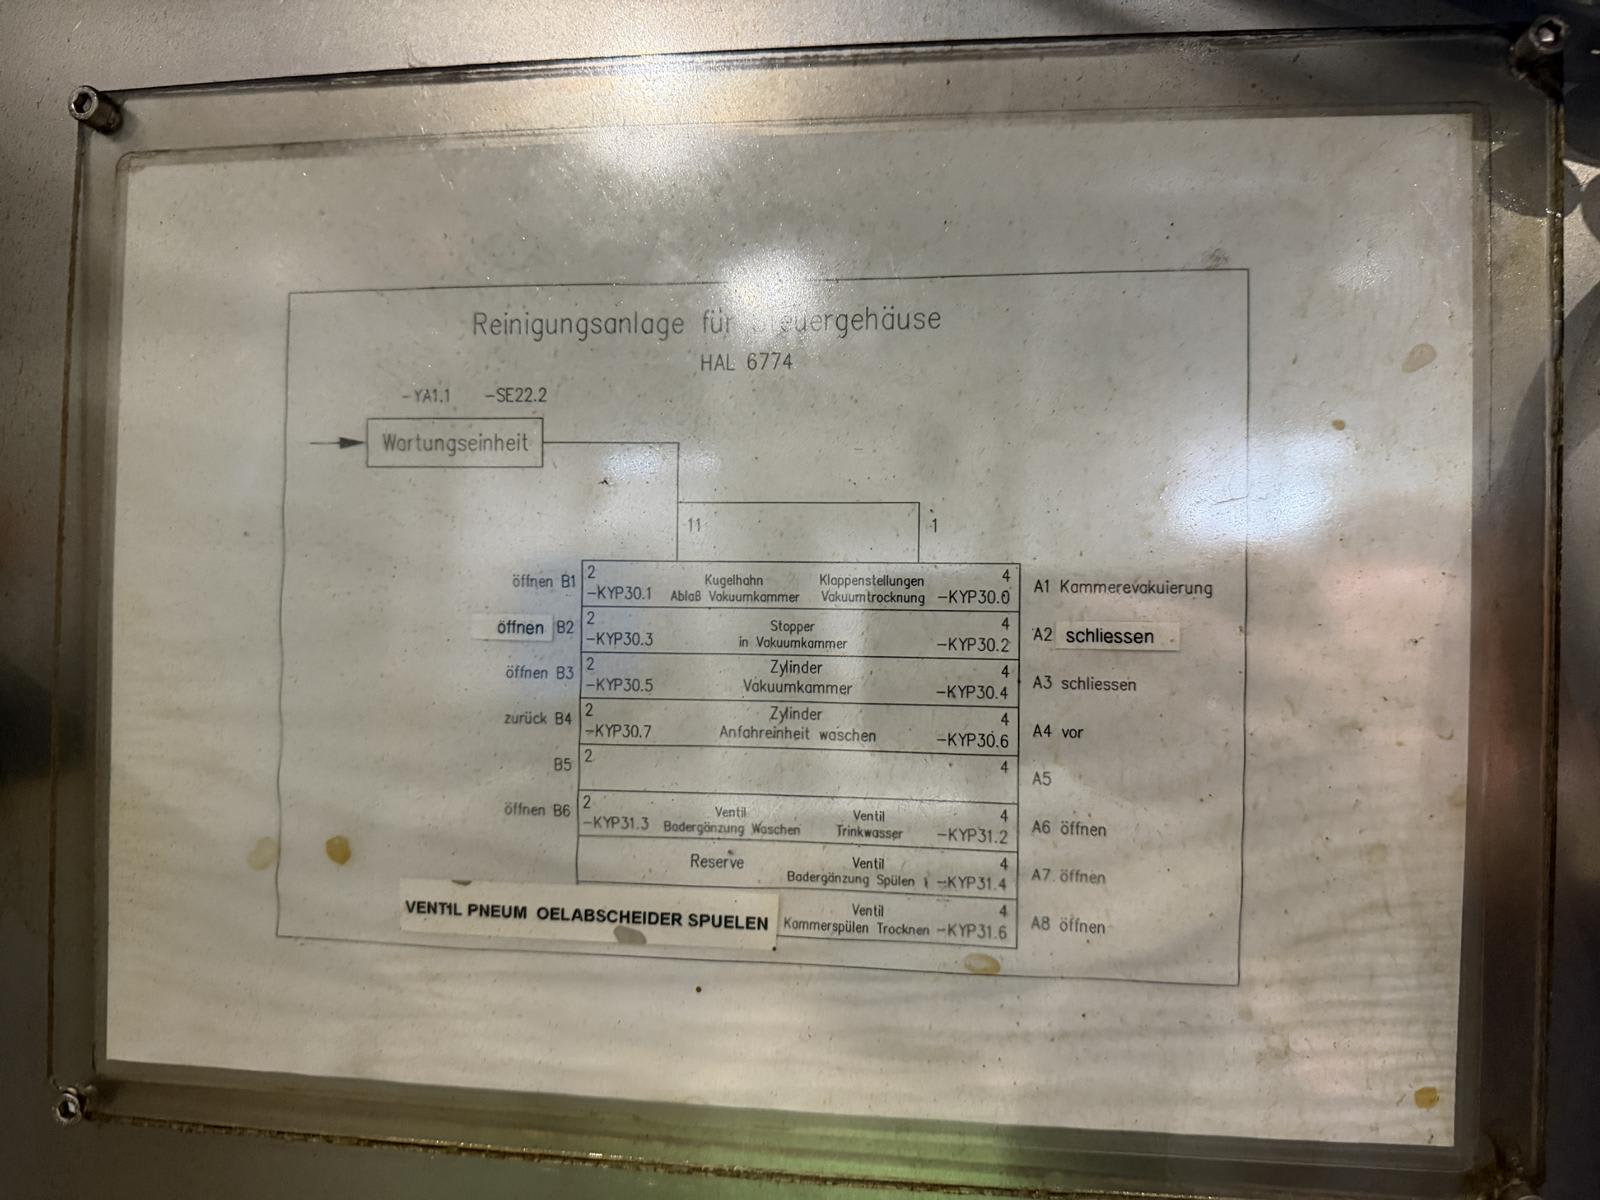 Reinigungsanlage für Steuergehäuse
HAL 6774
-YA1.1 -SE22.2
Wartungseinheit
11 1
öffnen B1 2 -KYP30.1 Kugelhahn Ablaß Vakuumkammer Klappenstellungen Vakuumtrocknung 4 -KYP30.0 A1 Kammerevakuierung
öffnen B2 2 -KYP30.3 Stopper in Vakuumkammer 4 -KYP30.2 A2 schliessen
öffnen B3 2 -KYP30.5 Zylinder Vakuumkammer 4 -KYP30.4 A3 schliessen
zurück B4 2 -KYP30.7 Zylinder Anfahreinheit waschen 4 -KYP30.6 A4 vor
B5 2 4 A5
öffnen B6 2 -KYP31.3 Ventil Badergänzung Waschen Ventil Trinkwasser 4 -KYP31.2 A6 öffnen
Reserve Ventil Badergänzung Spülen 1 4 -KYP31.4 A7 öffnen
VENTIL PNEUM OELABSCHEIDER SPUELEN Ventil Kammerspülen Trocknen 4 -KYP31.6 A8 öffnen